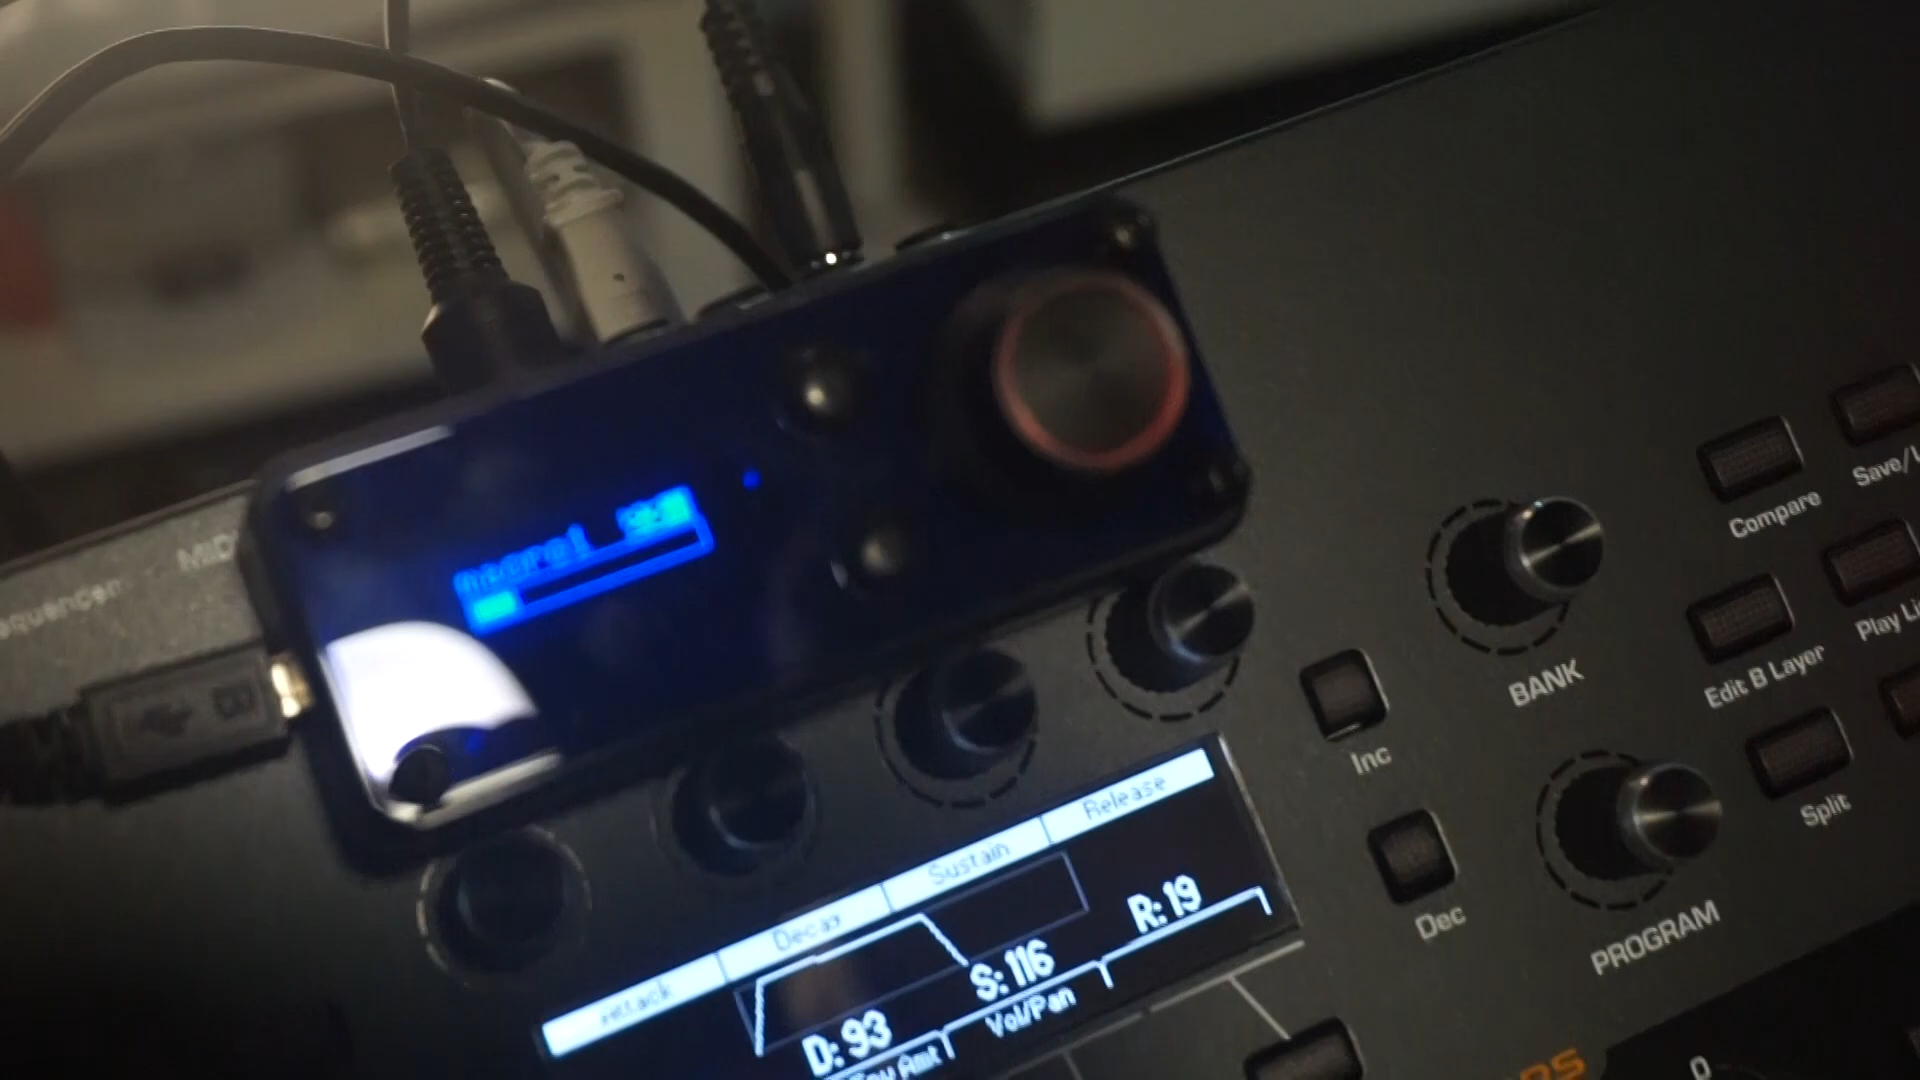 Compare
Save/L
BANK
Edit B Layer
Play Li
Inc
Split
Dec
PROGRAM
Attack
Decay
Sustain
Release
D: 93
S: 116
R: 19
Vol/Pan
Amt
D